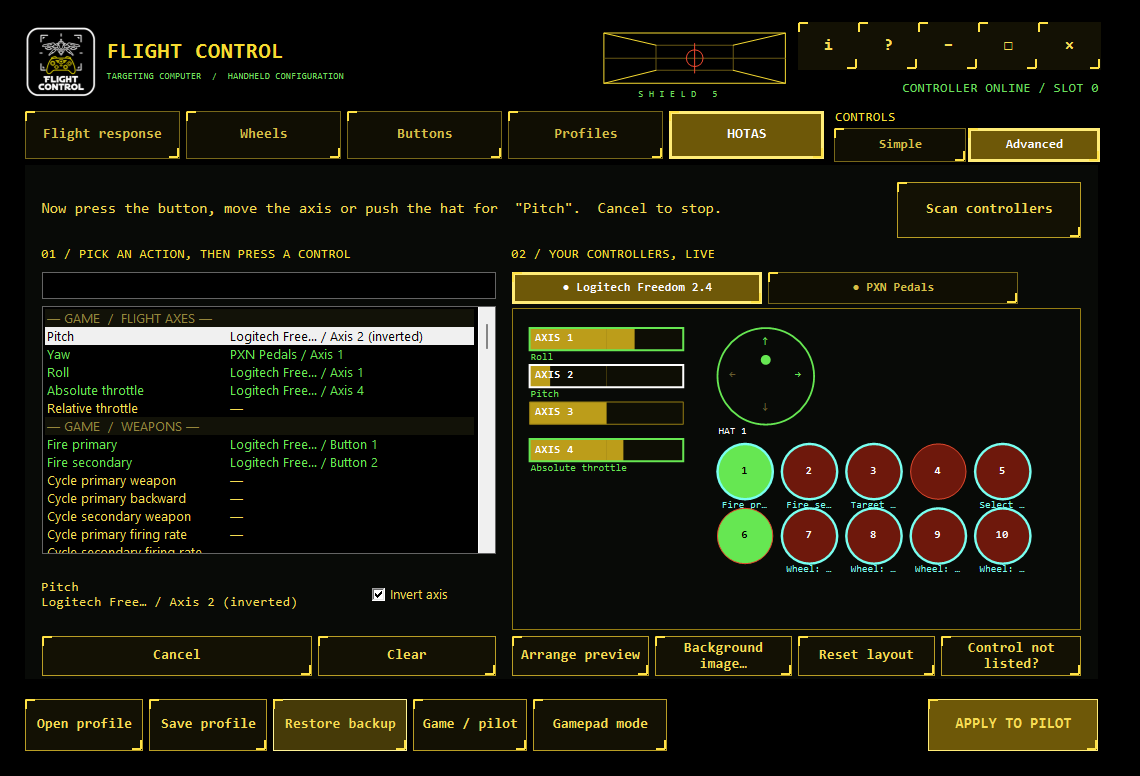 FLIGHT CONTROL
FLIGHT CONTROL
TARGETING COMPUTER / HANDHELD CONFIGURATION
SHIELD 5
i ? − □ ×
CONTROLLER ONLINE / SLOT 0
Flight response
Wheels
Buttons
Profiles
HOTAS
CONTROLS
Simple
Advanced
Now press the button, move the axis or push the hat for "Pitch". Cancel to stop.
Scan controllers
01 / PICK AN ACTION, THEN PRESS A CONTROL
— GAME / FLIGHT AXES —
Pitch Logitech Free... / Axis 2 (inverted)
Yaw PXN Pedals / Axis 1
Roll Logitech Free... / Axis 1
Absolute throttle Logitech Free... / Axis 4
Relative throttle —
— GAME / WEAPONS —
Fire primary Logitech Free... / Button 1
Fire secondary Logitech Free... / Button 2
Cycle primary weapon —
Cycle primary backward —
Cycle secondary weapon —
Cycle primary firing rate —
Cycle secondary firing rate
Pitch
Logitech Free… / Axis 2 (inverted)
Invert axis
Cancel
Clear
02 / YOUR CONTROLLERS, LIVE
● Logitech Freedom 2.4
● PXN Pedals
AXIS 1
Roll
AXIS 2
Pitch
AXIS 3
AXIS 4
Absolute throttle
↑
← →
↓
HAT 1
1 2 3 4 5
Fire pr… Fire se… Target … Select …
6 7 8 9 10
Wheel: … Wheel: … Wheel: … Wheel: …
Arrange preview
Background
image…
Reset layout
Control not
listed?
Open profile
Save profile
Restore backup
Game / pilot
Gamepad mode
APPLY TO PILOT